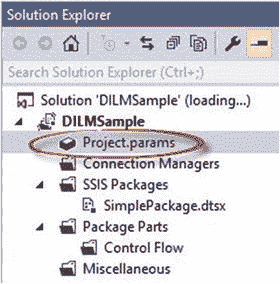 Solution Explorer
Search Solution Explorer (Ctrl+;)
Solution 'DILMSample' (loading...)
DILMSample
Project.params
Connection Managers
SSIS Packages
SimplePackage.dtsx
Package Parts
Control Flow
Miscellaneous